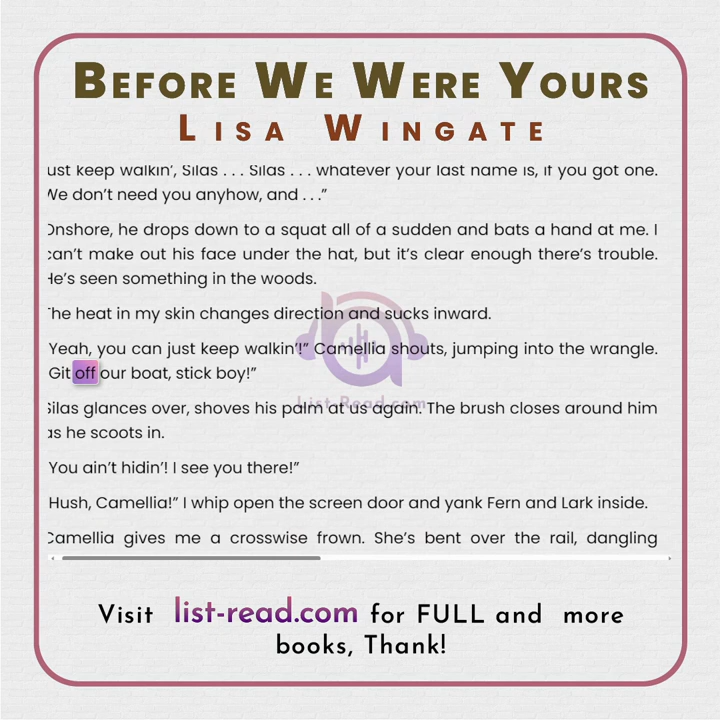 Before We Were Yours
Lisa Wingate
ust keep walkin’, Silas . . . Silas . . . whatever your last name is, if you got one.
We don’t need you anyhow, and . . .”
Onshore, he drops down to a squat all of a sudden and bats a hand at me. I
can’t make out his face under the hat, but it’s clear enough there’s trouble.
He’s seen something in the woods.
The heat in my skin changes direction and sucks inward.
Yeah, you can just keep walkin’!” Camellia shouts, jumping into the wrangle.
Git off our boat, stick boy!”
Silas glances over, shoves his palm at us again. The brush closes around him
as he scoots in.
You ain’t hidin’! I see you there!”
Hush, Camellia!” I whip open the screen door and yank Fern and Lark inside.
Camellia gives me a crosswise frown. She’s bent over the rail, dangling
List-Read.com
Visit list-read.com for FULL and more
books, Thank!